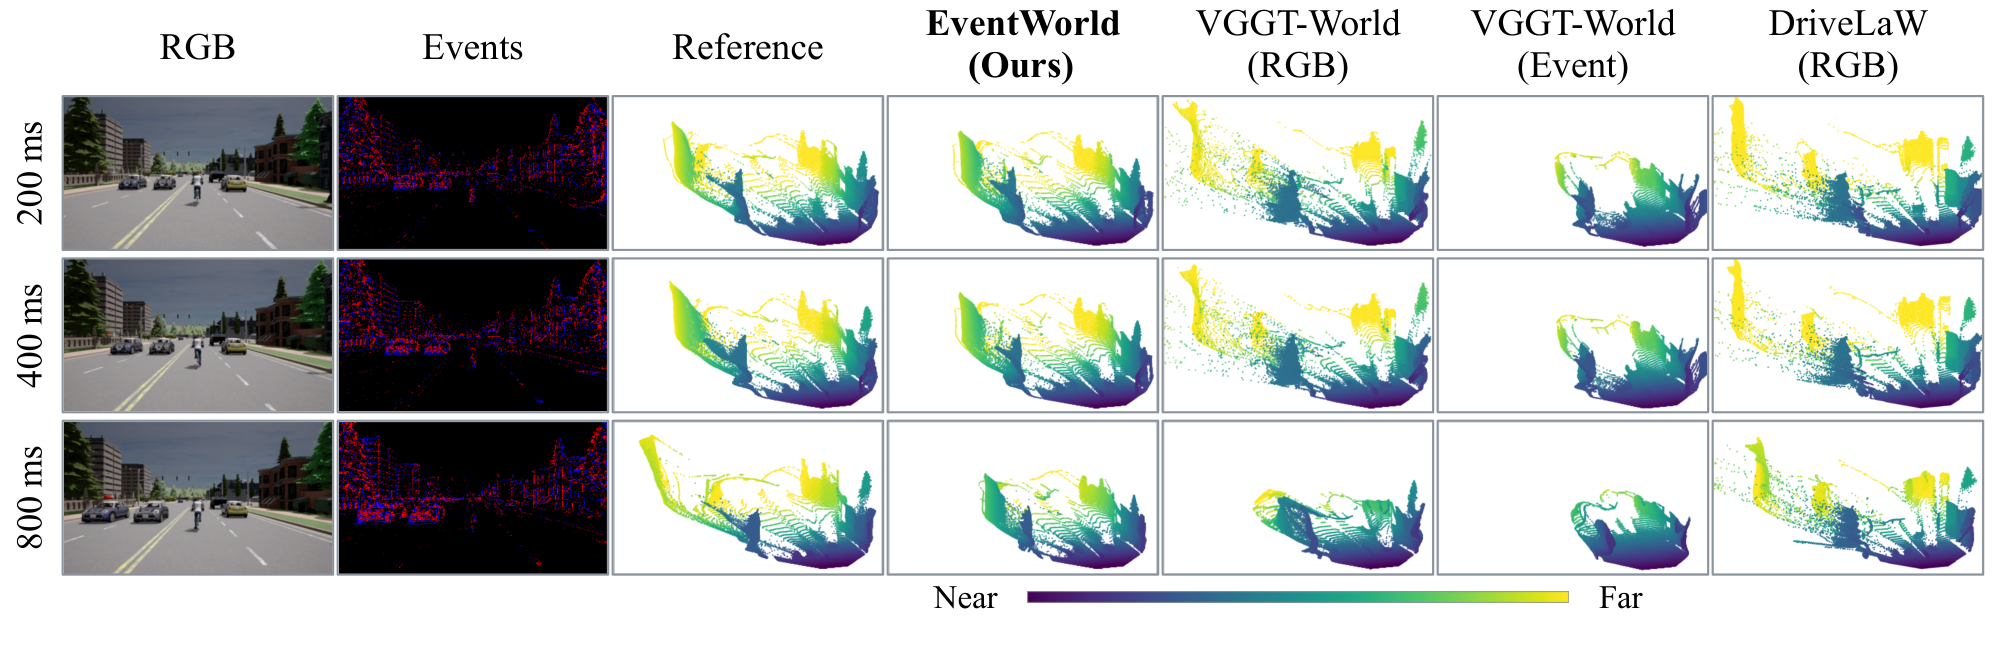 RGB
Events
Reference
EventWorld
(Ours)
VGGT-World
(RGB)
VGGT-World
(Event)
DriveLaW
(RGB)
200 ms
400 ms
800 ms
Near
Far